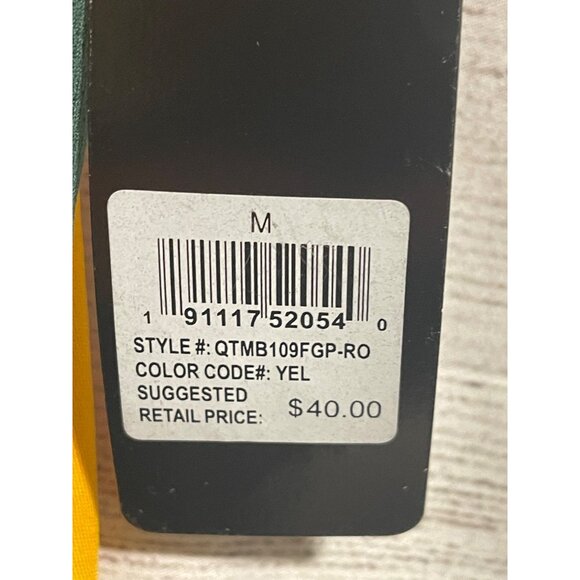 M
1 91117 52054 0
STYLE #: QTMB109FGP-RO
COLOR CODE#: YEL
SUGGESTED
RETAIL PRICE: $40.00